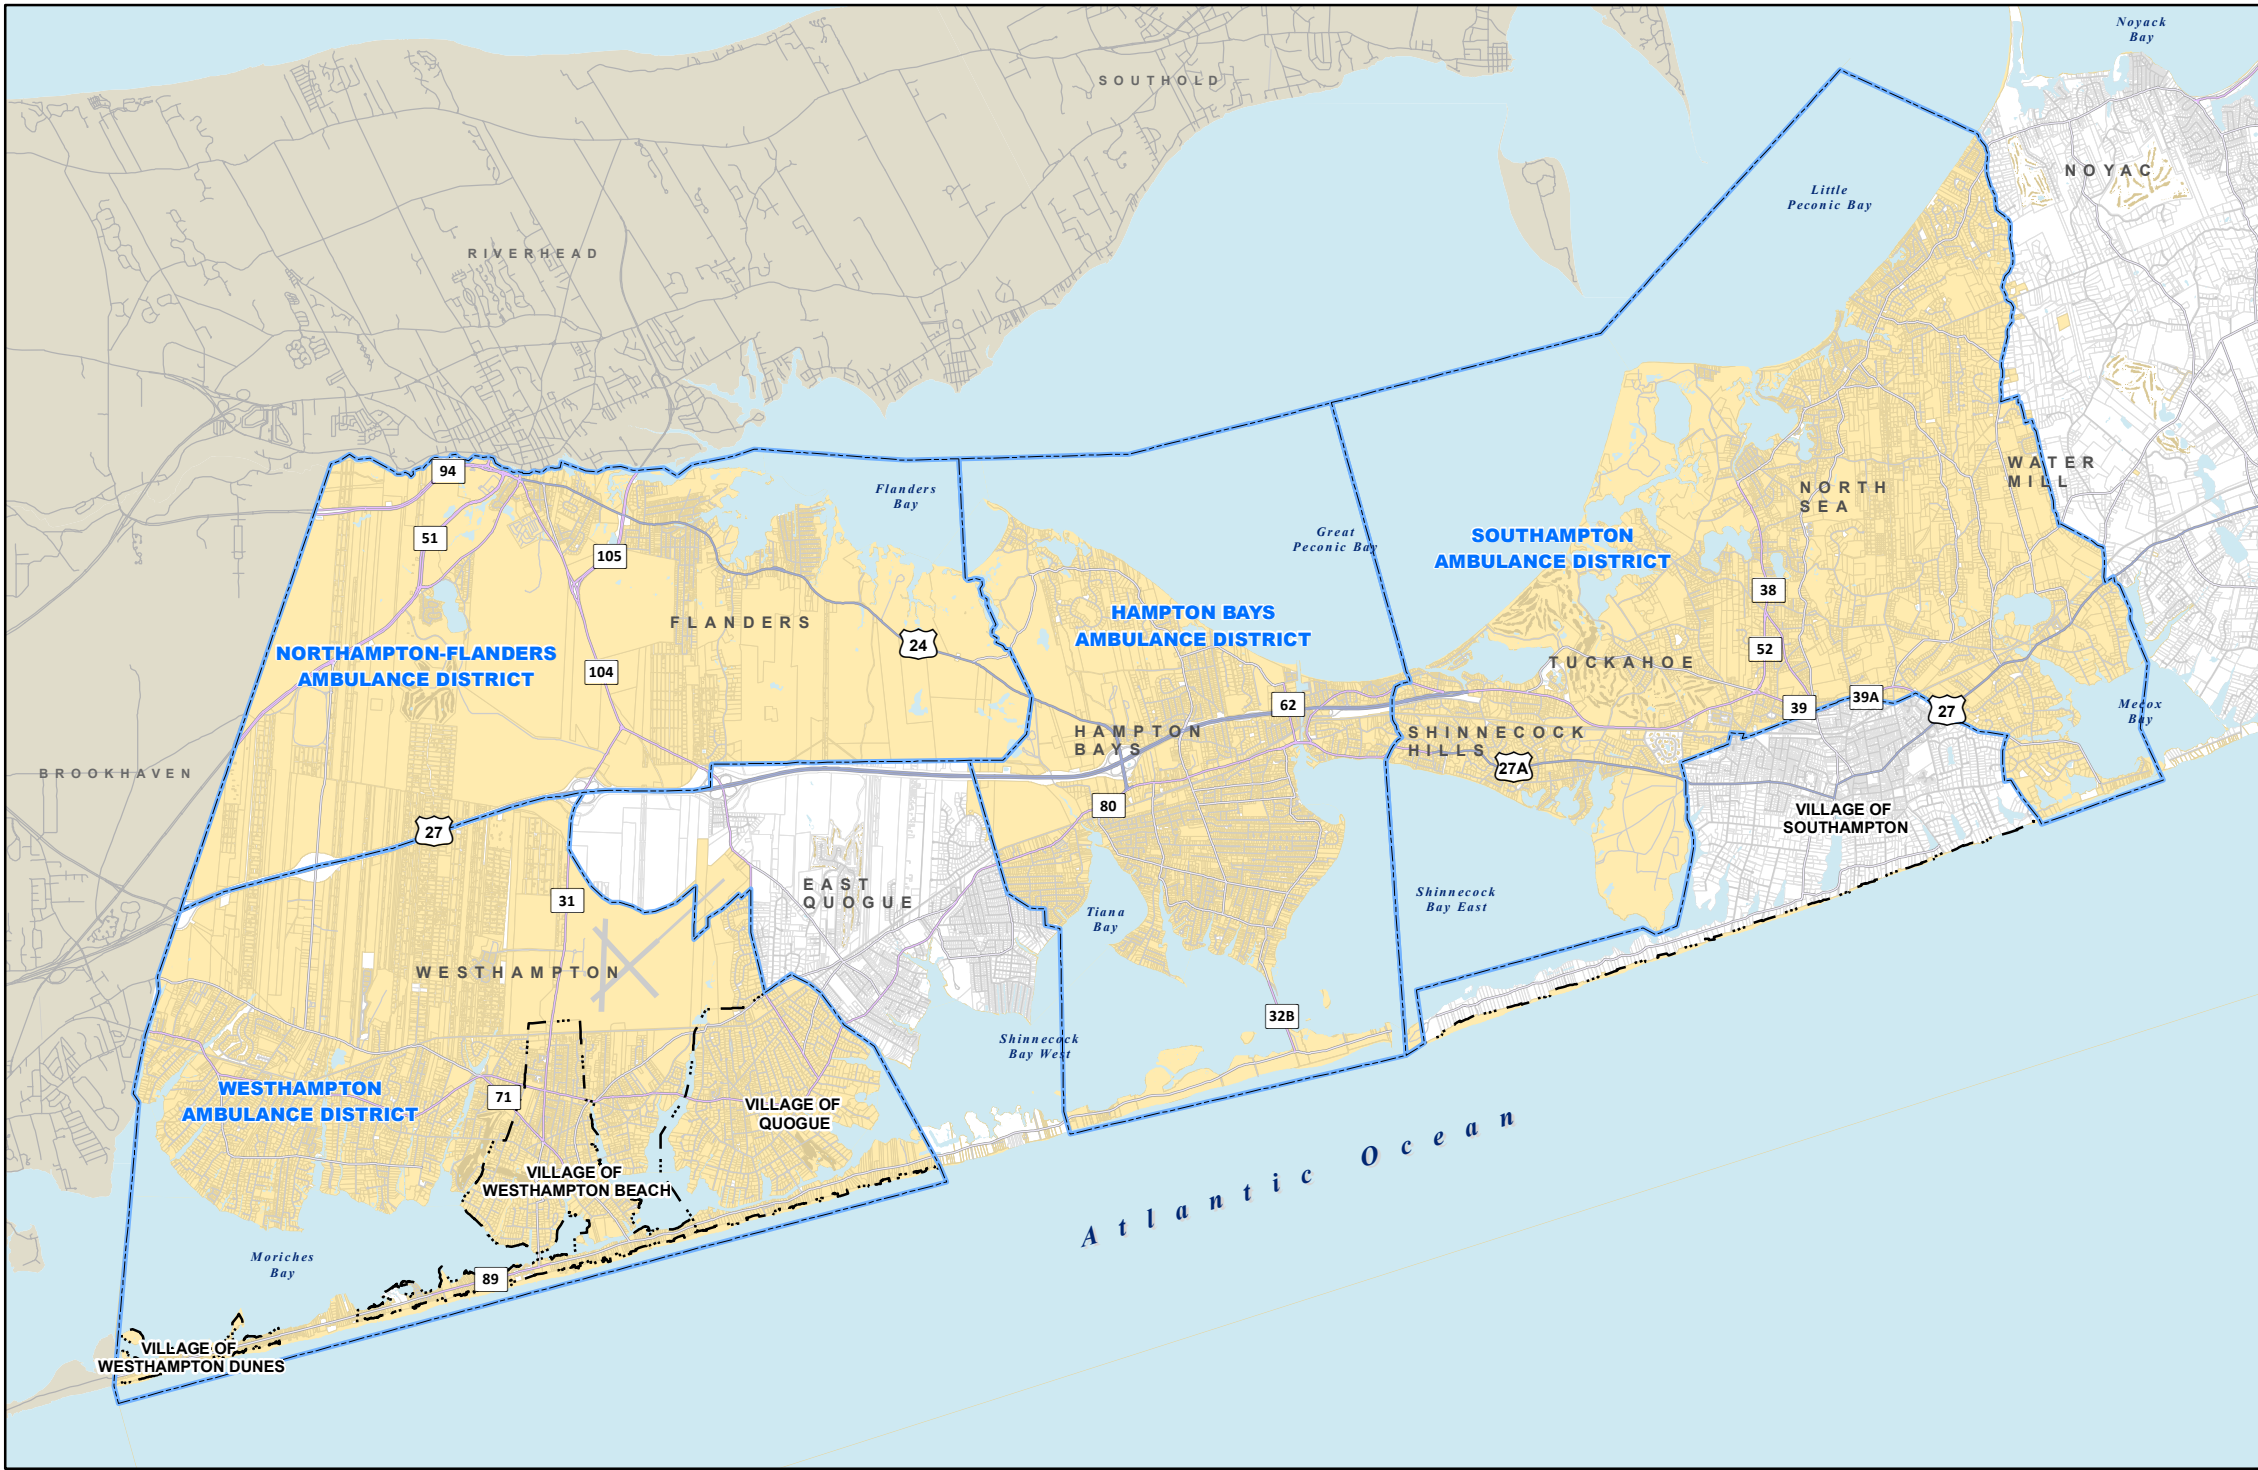 Noyack
Bay
SOUTHOLD
NOYAC
Little
Peconic Bay
RIVERHEAD
94
Flanders
Bay
WATER
MILL
NORTH
SEA
51
105
Great
Peconic Bay
SOUTHAMPTON
AMBULANCE DISTRICT
38
FLANDERS
HAMPTON BAYS
AMBULANCE DISTRICT
24
52
NORTHAMPTON-FLANDERS
AMBULANCE DISTRICT
104
TUCKAHOE
62
39
39A
27
Mecox
Bay
HAMPTON
BAYS
SHINNECOCK
HILLS
27A
BROOKHAVEN
80
VILLAGE OF
SOUTHAMPTON
27
31
EAST
QUOGUE
Tiana
Bay
Shinnecock
Bay East
WESTHAMPTON
32B
Shinnecock
Bay West
WESTHAMPTON
AMBULANCE DISTRICT
71
VILLAGE OF
QUOGUE
Atlantic Ocean
VILLAGE OF
WESTHAMPTON BEACH
Moriches
Bay
89
VILLAGE OF
WESTHAMPTON DUNES